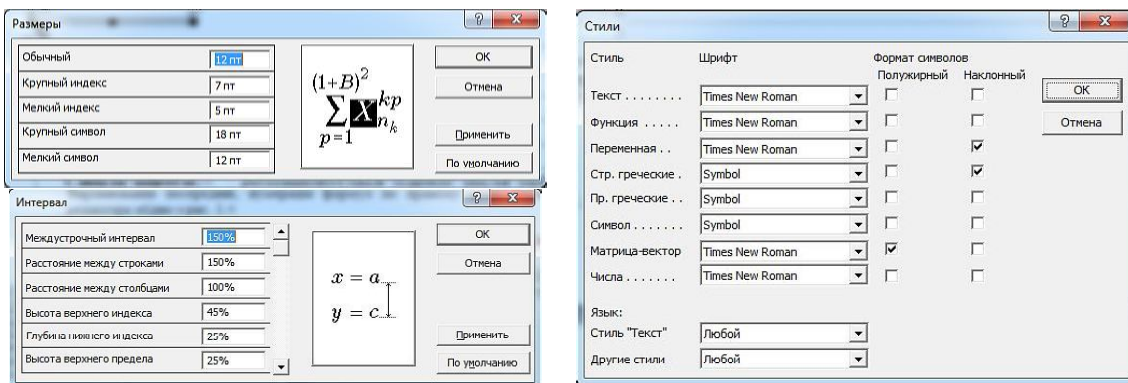 Размеры
Обычный 12 пт
Крупный индекс 7 пт
Мелкий индекс 5 пт
Крупный символ 18 пт
Мелкий символ 12 пт
(1+B)²
∑ X kp n k
p=1
OK
Отмена
Применить
По умолчанию
Интервал
Междустрочный интервал 150%
Расстояние между строками 150%
Расстояние между столбцами 100%
Высота верхнего индекса 45%
Глубина нижнего индекса 25%
Высота верхнего предела 25%
x = a
y = c
OK
Отмена
Применить
По умолчанию
Стили
Стиль Шрифт Формат символов
Полужирный Наклонный
Текст . . . . . . . . Times New Roman
Функция . . . . . Times New Roman
Переменная . . Times New Roman
Стр. греческие . Symbol
Пр. греческие . . Symbol
Символ . . . . . . . Symbol
Матрица-вектор Times New Roman
Числа . . . . . . . Times New Roman
OK
Отмена
Язык:
Стиль "Текст" Любой
Другие стили Любой